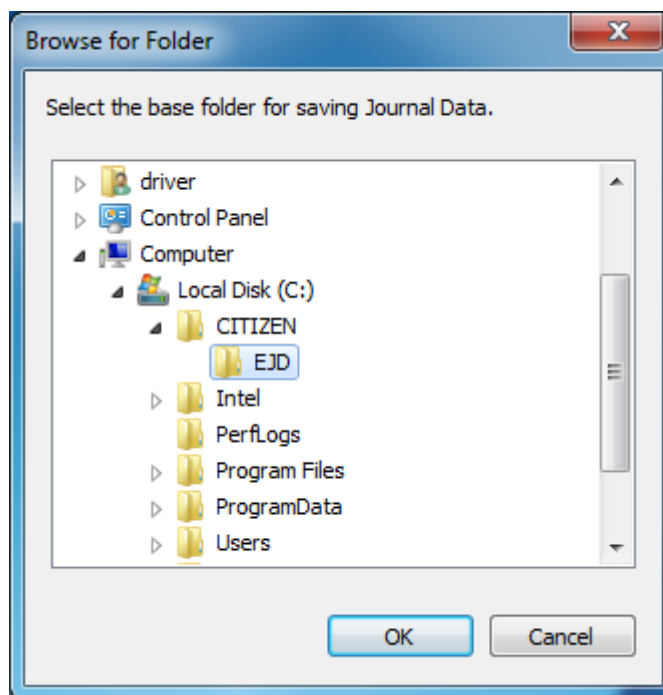 Browse for Folder
Select the base folder for saving Journal Data.
driver
Control Panel
Computer
Local Disk (C:)
CITIZEN
EJD
Intel
PerfLogs
Program Files
ProgramData
Users
OK Cancel